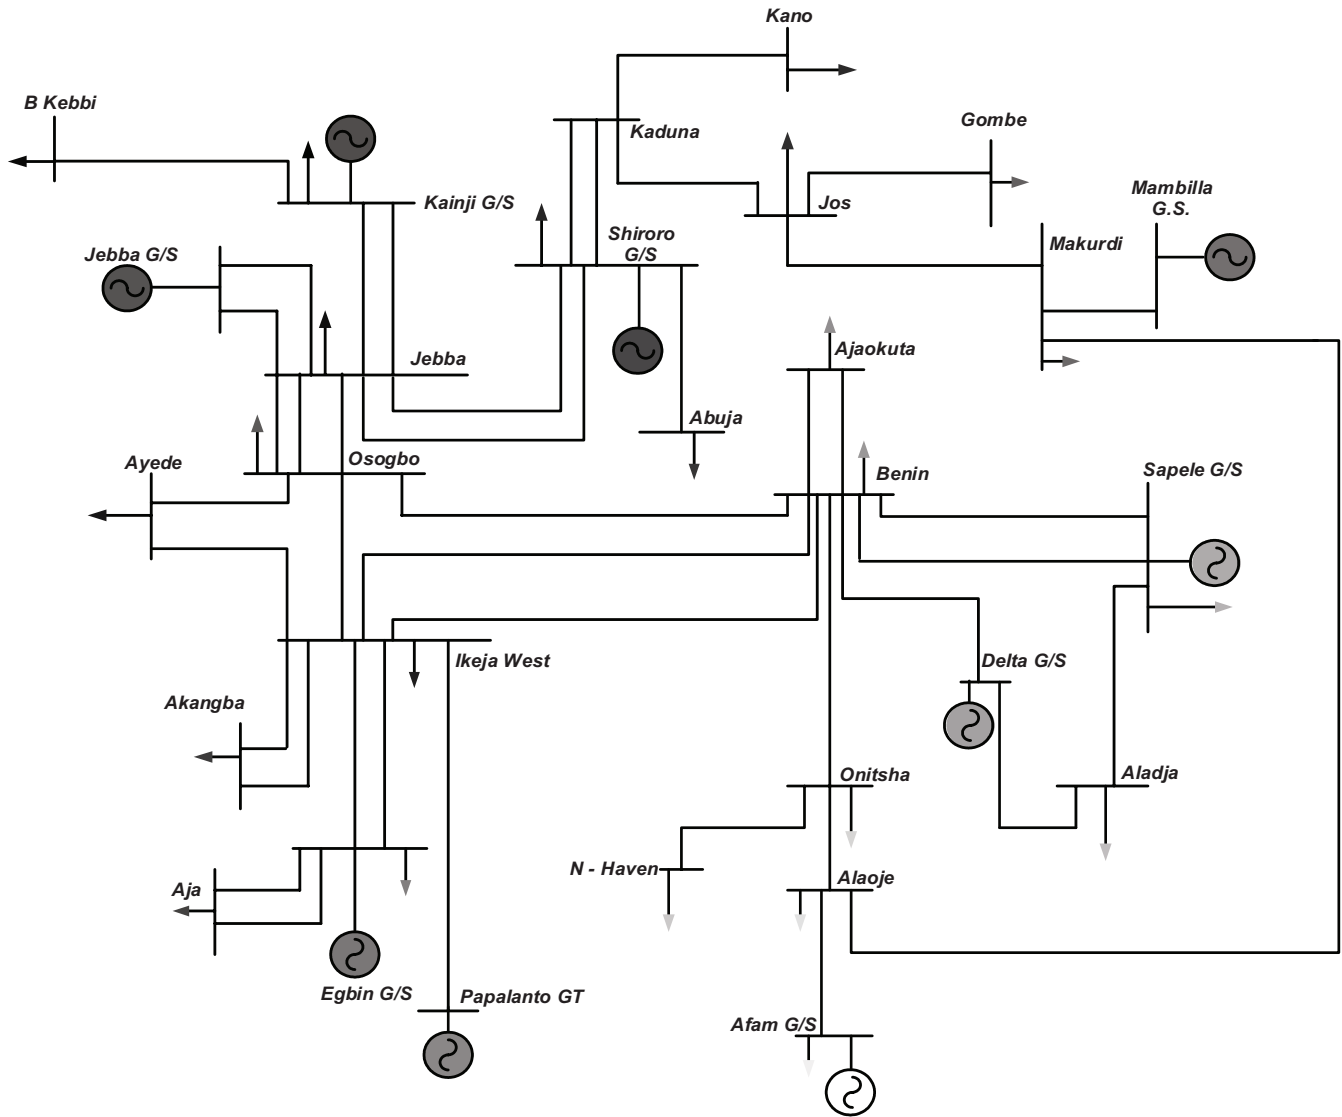 Kano
B Kebbi
Kaduna
Gombe
Mambilla
G.S.
Kainji G/S
Jos
Shiroro
G/S
Makurdi
Jebba G/S
Ajaokuta
Jebba
Abuja
Ayede
Osogbo
Benin
Sapele G/S
Ikeja West
Delta G/S
Akangba
Onitsha
Aladja
N - Haven
Alaoje
Aja
Egbin G/S
Papalanto GT
Afam G/S